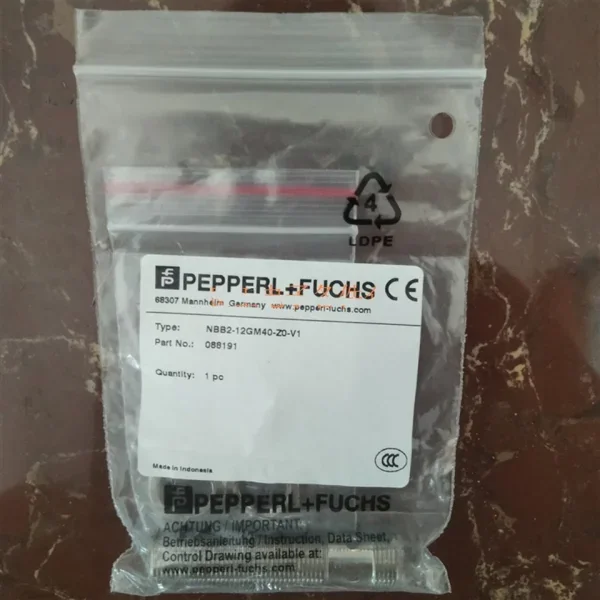 4
LDPE
PEPPERL+FUCHS CE
68307 Mannheim Germany www.pepperl-fuchs.com
Type: NBB2-12GM40-Z0-V1
Part No.: 088191
Quantity: 1 pc
Made in Indonesia
CCC
PEPPERL+FUCHS
ACHTUNG / IMPORTANT
Betriebsanleitung / Instruction, Data Sheet,
Control Drawing available at:
www.pepperl-fuchs.com